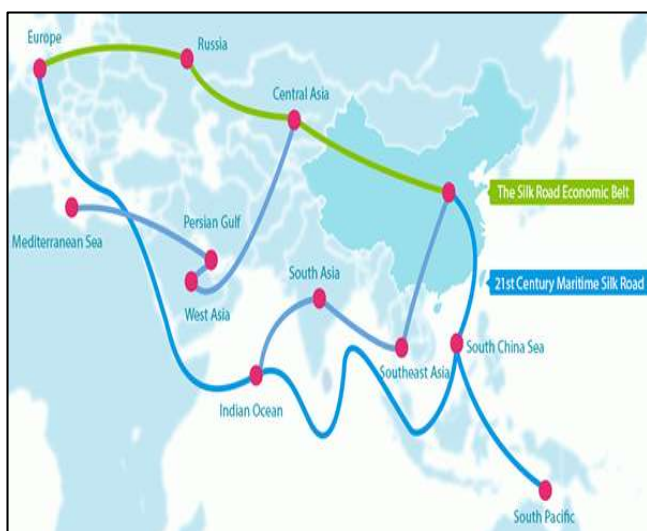 Europe
Russia
Central Asia
The Silk Road Economic Belt
Mediterranean Sea
Persian Gulf
South Asia
21st Century Maritime Silk Road
West Asia
South China Sea
Southeast Asia
Indian Ocean
South Pacific